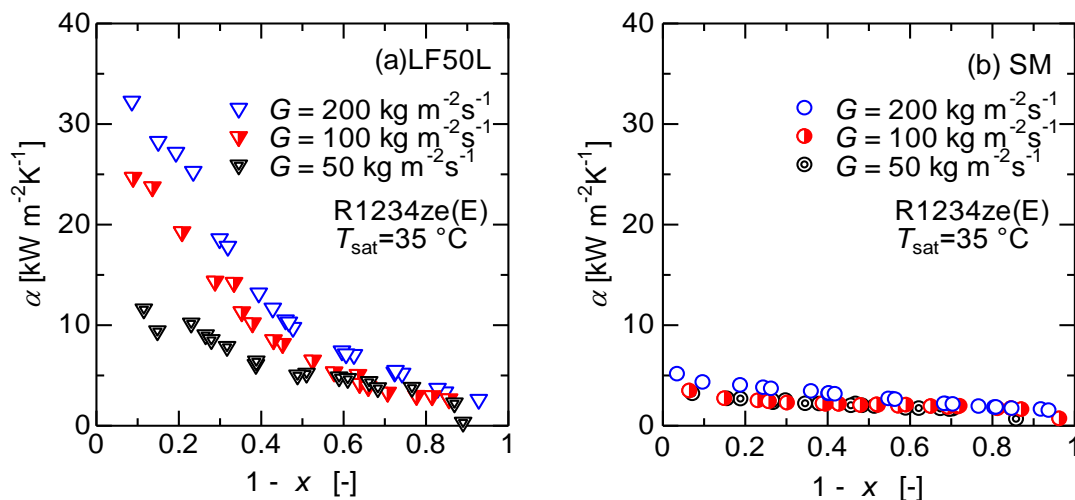 40
30
20
10
0
α [kW m⁻²K⁻¹]
(a)LF50L
G = 200 kg m⁻²s⁻¹
G = 100 kg m⁻²s⁻¹
G = 50 kg m⁻²s⁻¹
R1234ze(E)
Tsat=35 °C
0 0.2 0.4 0.6 0.8 1
1 - x [-]
40
30
20
10
0
α [kW m⁻²K⁻¹]
(b) SM
G = 200 kg m⁻²s⁻¹
G = 100 kg m⁻²s⁻¹
G = 50 kg m⁻²s⁻¹
R1234ze(E)
Tsat=35 °C
0 0.2 0.4 0.6 0.8 1
1 - x [-]